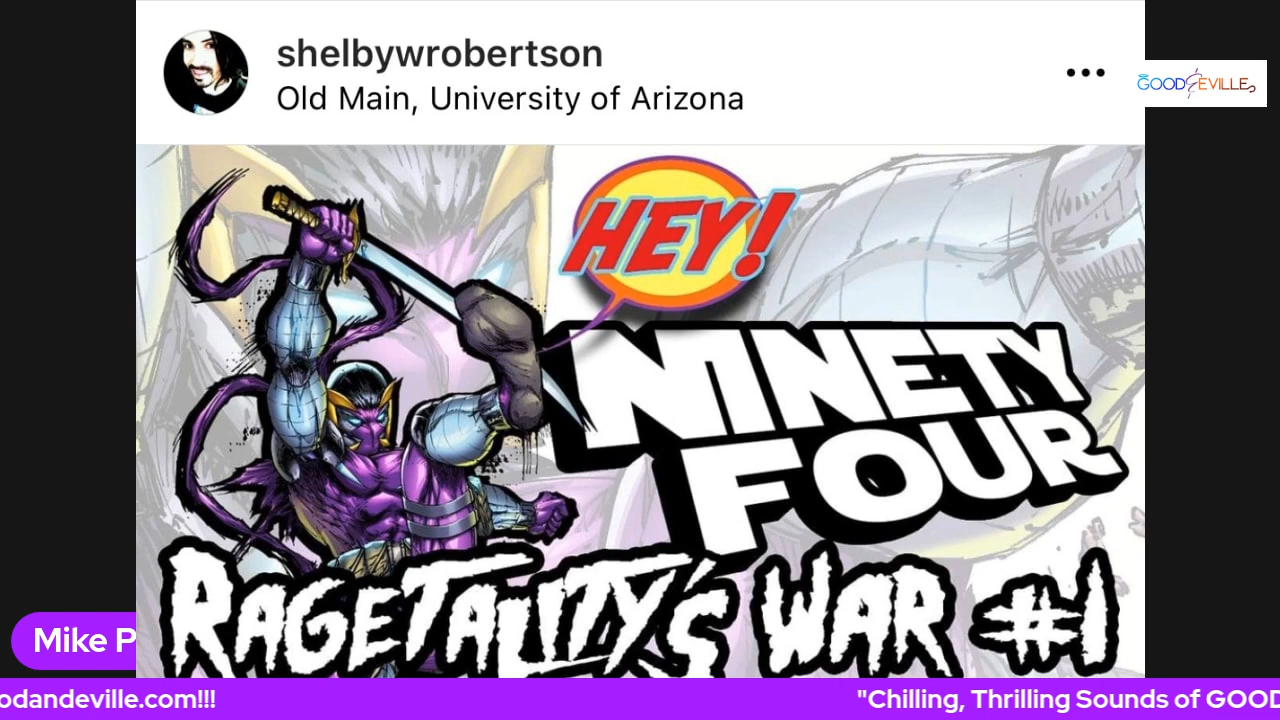 shelbywrobertson
Old Main, University of Arizona
GOOD EVILLE
HEY!
NINETY
FOUR
RAGETALITY'S WAR #1
Mike P
odandeville.com!!!
"Chilling, Thrilling Sounds of GOOD